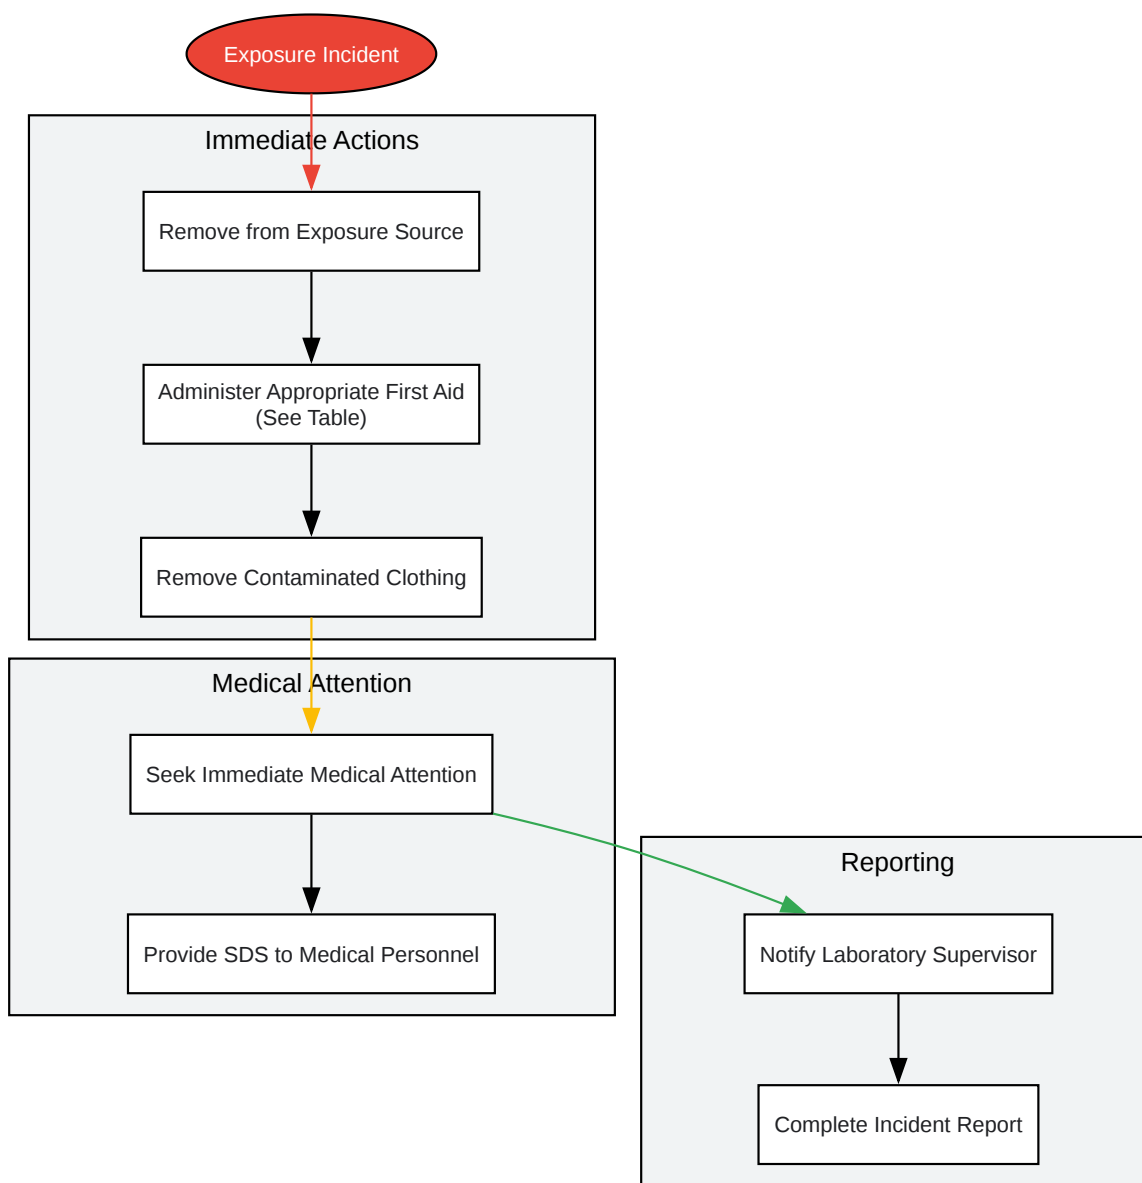 Exposure Incident
Immediate Actions
Remove from Exposure Source
Administer Appropriate First Aid
(See Table)
Remove Contaminated Clothing
Medical Attention
Seek Immediate Medical Attention
Provide SDS to Medical Personnel
Reporting
Notify Laboratory Supervisor
Complete Incident Report